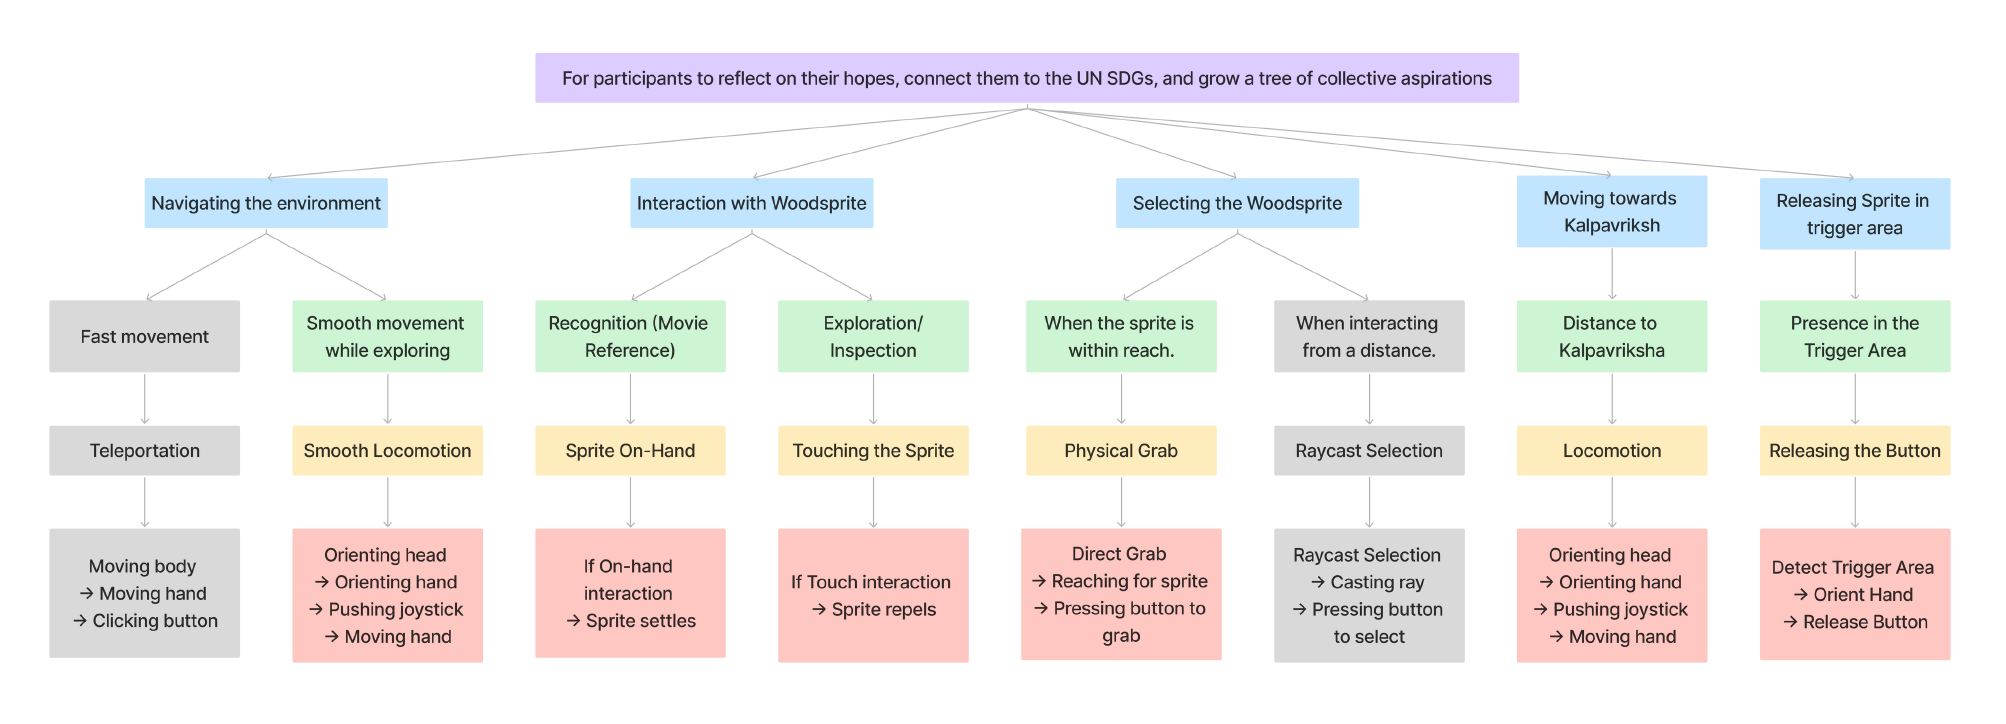 For participants to reflect on their hopes, connect them to the UN SDGs, and grow a tree of collective aspirations
Navigating the environment
Interaction with Woodsprite
Selecting the Woodsprite
Moving towards
Kalpavriksh
Releasing Sprite in
trigger area
Fast movement
Smooth movement
while exploring
Recognition (Movie
Reference)
Exploration/
Inspection
When the sprite is
within reach.
When interacting
from a distance.
Distance to
Kalpavriksha
Presence in the
Trigger Area
Teleportation
Smooth Locomotion
Sprite On-Hand
Touching the Sprite
Physical Grab
Raycast Selection
Locomotion
Releasing the Button
Moving body
→ Moving hand
→ Clicking button
Orienting head
→ Orienting hand
→ Pushing joystick
→ Moving hand
If On-hand
interaction
→ Sprite settles
If Touch interaction
→ Sprite repels
Direct Grab
→ Reaching for sprite
→ Pressing button to
grab
Raycast Selection
→ Casting ray
→ Pressing button
to select
Orienting head
→ Orienting hand
→ Pushing joystick
→ Moving hand
Detect Trigger Area
→ Orient Hand
→ Release Button